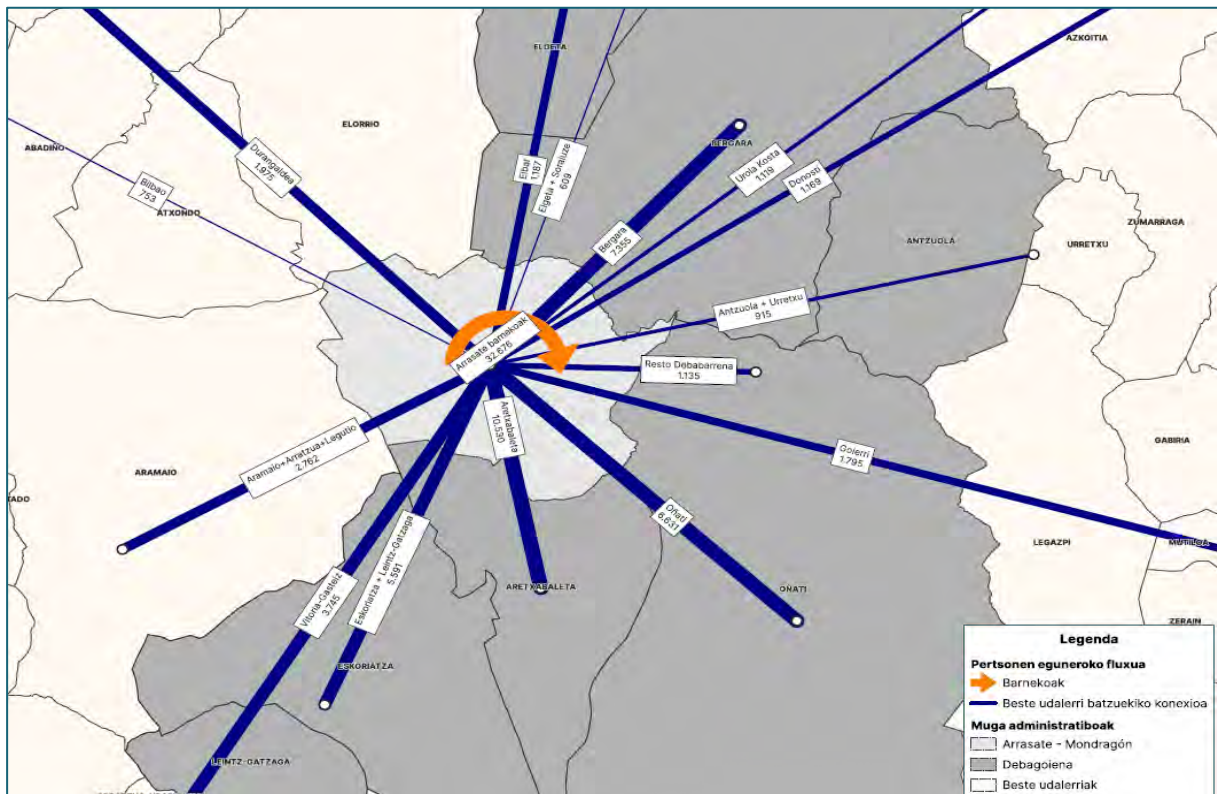 ELGETA
AZKOITIA
ELORRIO
ABADIÑO
BERGARA
Durangaldea
1.975
Eibar
1.187
Elgeta + Soraluze
609
Urola Kosta
1.119
Donosti
1.169
Bilbao
753
ATXONDO
ZUMARRAGA
Bergara
7.355
ANTZUOLA
URRETXU
Antzuola + Urretxu
915
Arrasate barnekoak
32.676
Resto Debabarrena
1.135
Aretxabaleta
10.530
GABIRIA
Goierri
1.795
Aramaio+Arratzua+Legutio
2.762
ARAMAIO
Oñati
6.631
LEGAZPI
MUTILOA
Eskoriatza + Leintz-Gatzaga
5.591
Vitoria-Gasteiz
3.745
ARETXABALETA
OÑATI
ZERAIN
ESKORIATZA
LEINTZ-GATZAGA
Legenda
Pertsonen eguneroko fluxua
Barnekoak
Beste udalerri batzuekiko konexioa
Muga administratiboak
Arrasate - Mondragón
Debagoiena
Beste udalerriak